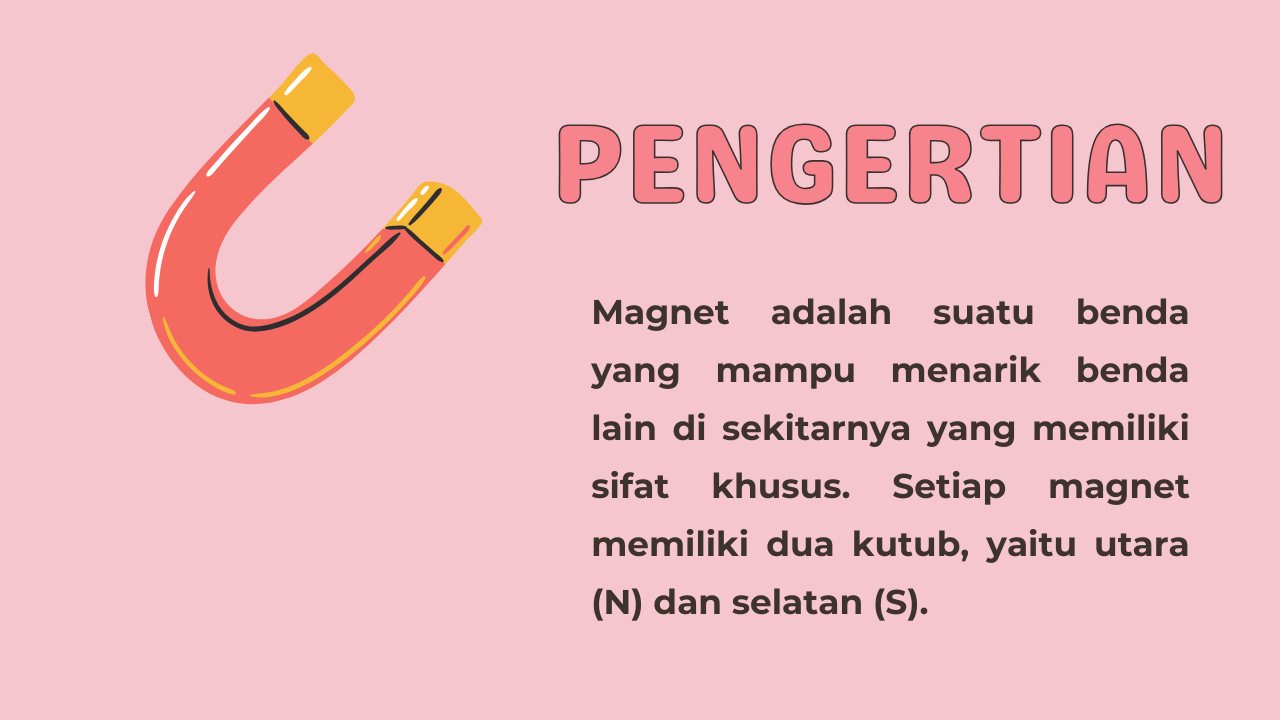 PENGERTIAN
Magnet adalah suatu benda
yang mampu menarik benda
lain di sekitarnya yang memiliki
sifat khusus. Setiap magnet
memiliki dua kutub, yaitu utara
(N) dan selatan (S).